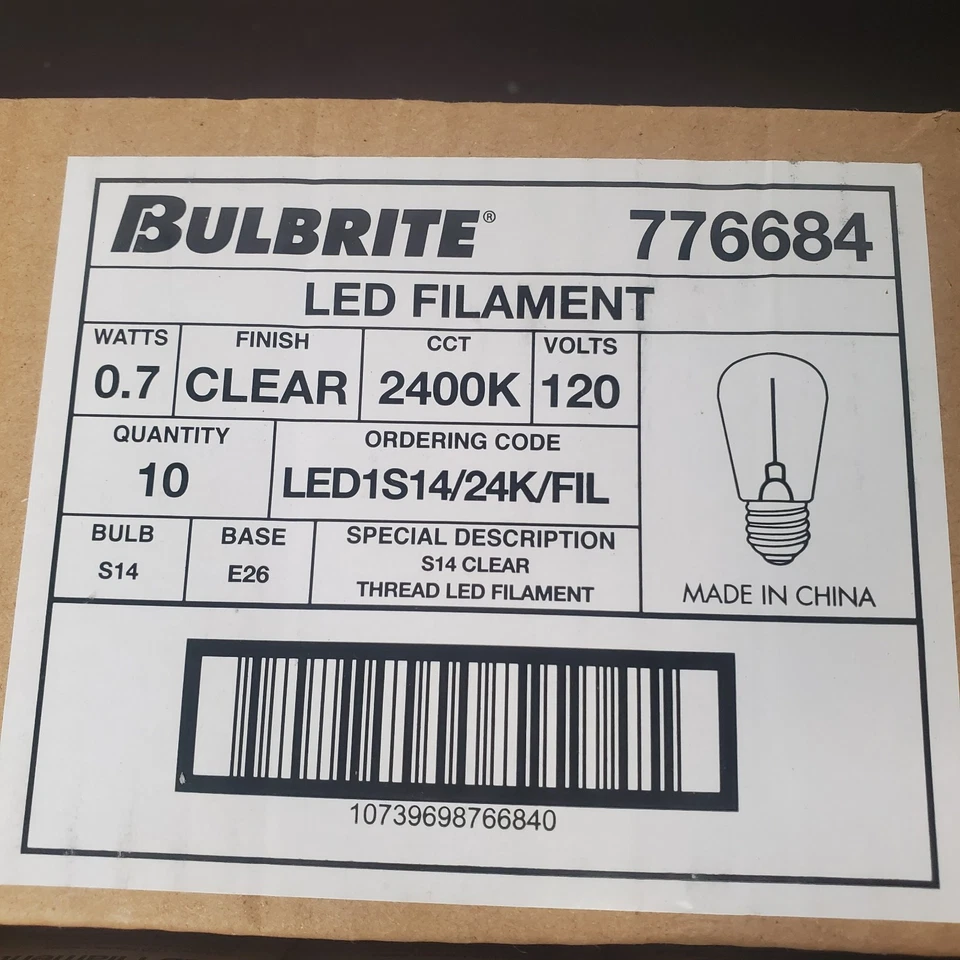 BULBRITE® 776684
LED FILAMENT
WATTS FINISH CCT VOLTS
0.7 CLEAR 2400K 120
QUANTITY ORDERING CODE
10 LED1S14/24K/FIL
BULB BASE SPECIAL DESCRIPTION
S14 E26 S14 CLEAR
THREAD LED FILAMENT
MADE IN CHINA
10739698766840